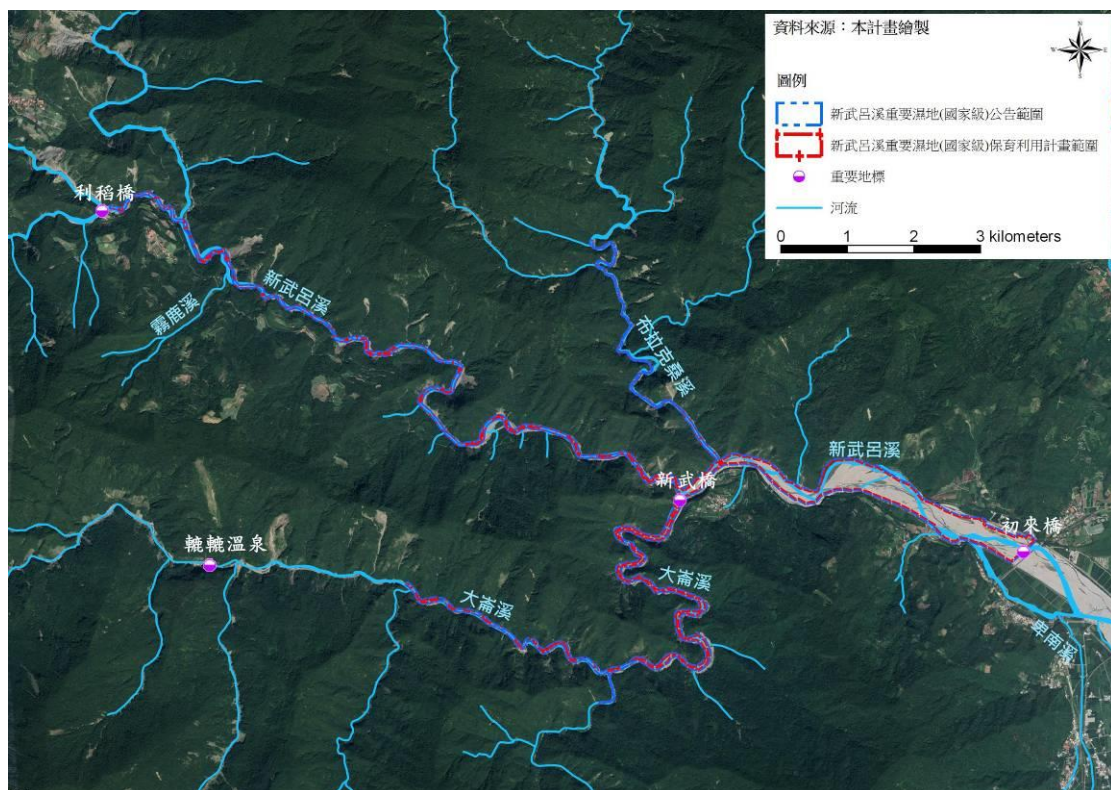 資料來源：本計畫繪製
N
W
E
S
圖例
新武呂溪重要濕地(國家級)公告範圍
新武呂溪重要濕地(國家級)保育利用計畫範圍
重要地標
河流
0 1 2 3 kilometers
利稻橋
新武呂溪
霧鹿溪
布拉克桑溪
新武呂溪
新武橋
初來橋
轆轆溫泉
大崙溪
大崙溪
卑南溪